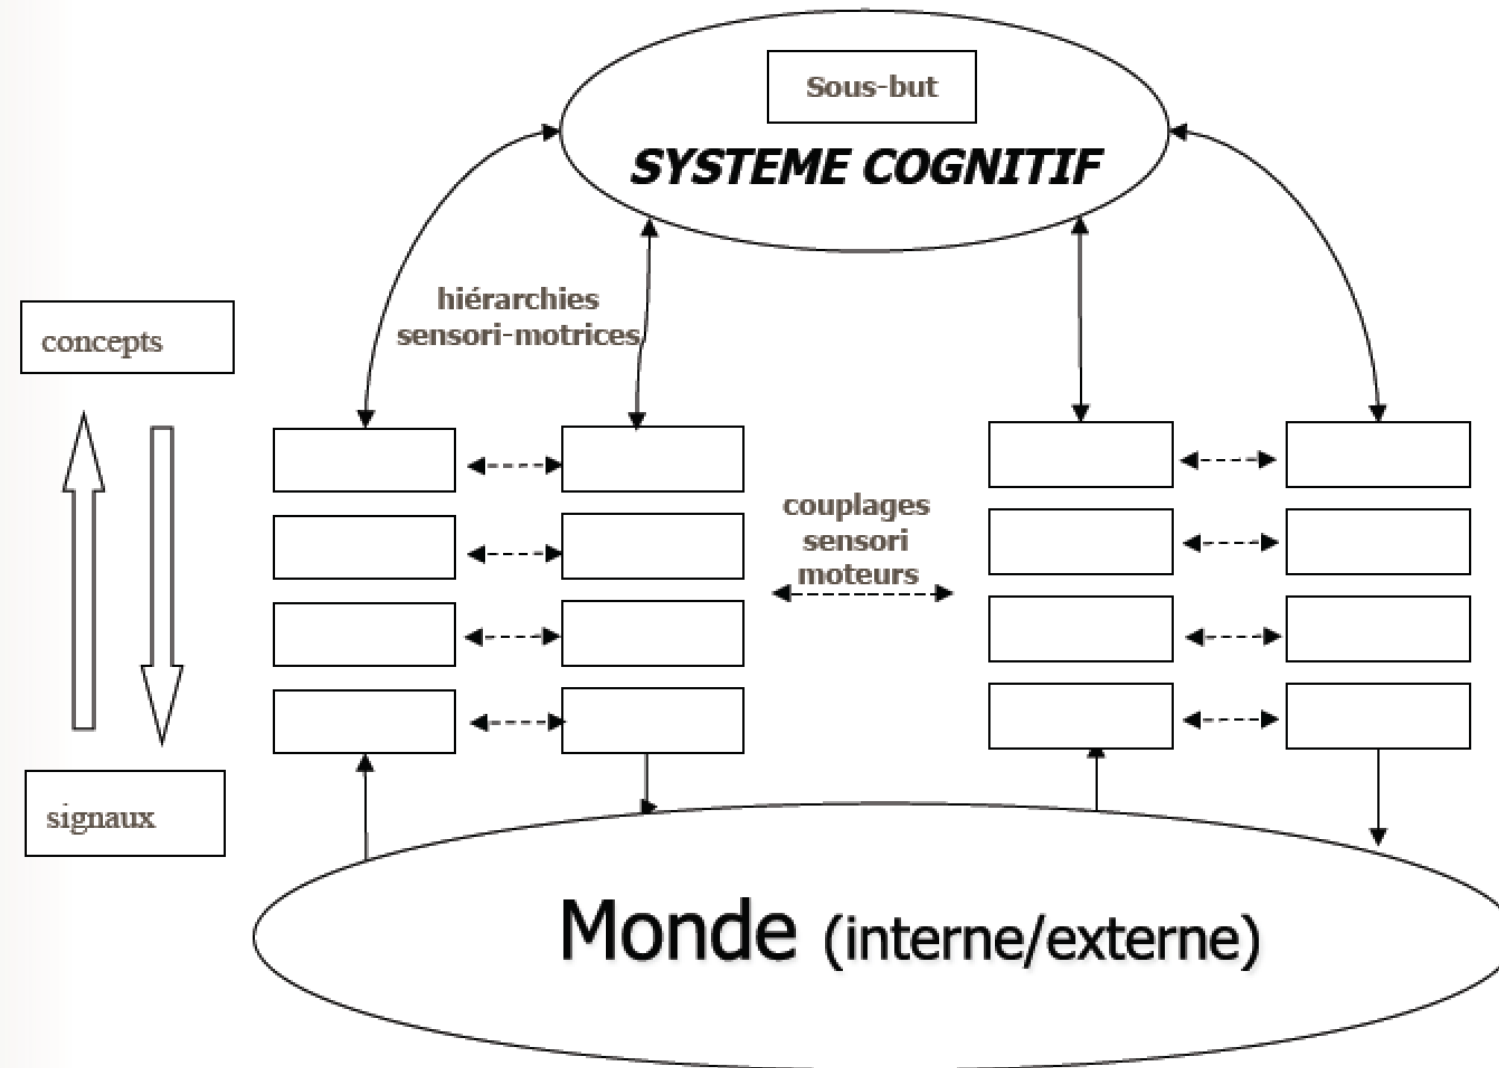 Sous-but
SYSTEME COGNITIF
hiérarchies
sensori-motrices
concepts
couplages
sensori
moteurs
signaux
Monde (interne/externe)